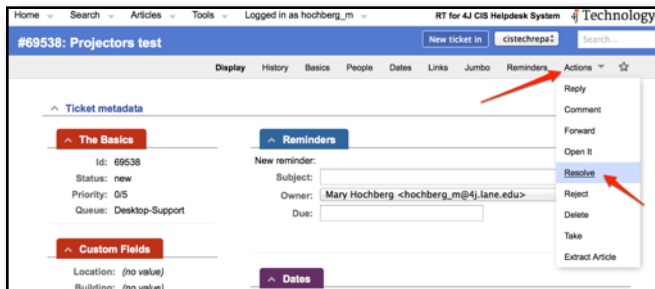 Home Search Articles Tools Logged in as hochberg_m RT for 4J CIS Helpdesk System 4j Technology
#69538: Projectors test New ticket in cistechrepa Search...
Display History Basics People Dates Links Jumbo Reminders Actions
Reply
Comment
Forward
Open It
Resolve
Reject
Delete
Take
Extract Article
Ticket metadata
The Basics
Id: 69538
Status: new
Priority: 0/5
Queue: Desktop-Support
Custom Fields
Location: (no value)
Building: (no value)
Reminders
New reminder:
Subject:
Owner: Mary Hochberg <hochberg_m@4j.lane.edu>
Due:
Dates